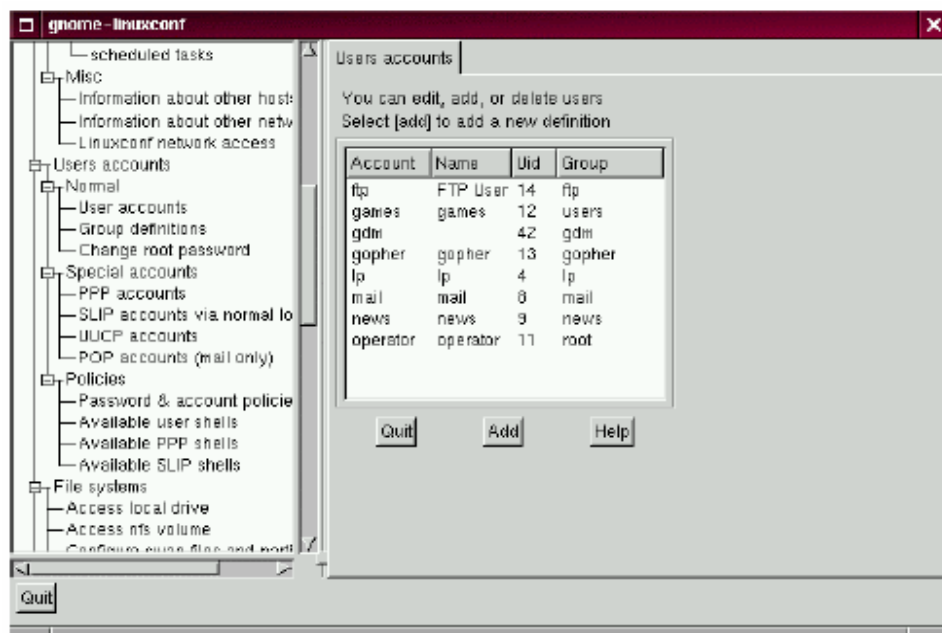 gnome-linuxconf
scheduled tasks
Misc
Information about other hosts
Information about other netw
Linuxconf network access
Users accounts
Normal
User accounts
Group definitions
Change root password
Special accounts
PPP accounts
SLIP accounts via normal lo
UUCP accounts
POP accounts (mail only)
Policies
Password & account policie
Available user shells
Available PPP shells
Available SLIP shells
File systems
Access local drive
Access nfs volume
Configure swap files and parti
Quit
Users accounts
You can edit, add, or delete users
Select [add] to add a new definition
Account Name Uid Group
ftp FTP User 14 ftp
games games 12 users
gdm 42 gdm
gopher gopher 13 gopher
lp lp 4 lp
mail mail 8 mail
news news 9 news
operator operator 11 root
Quit Add Help